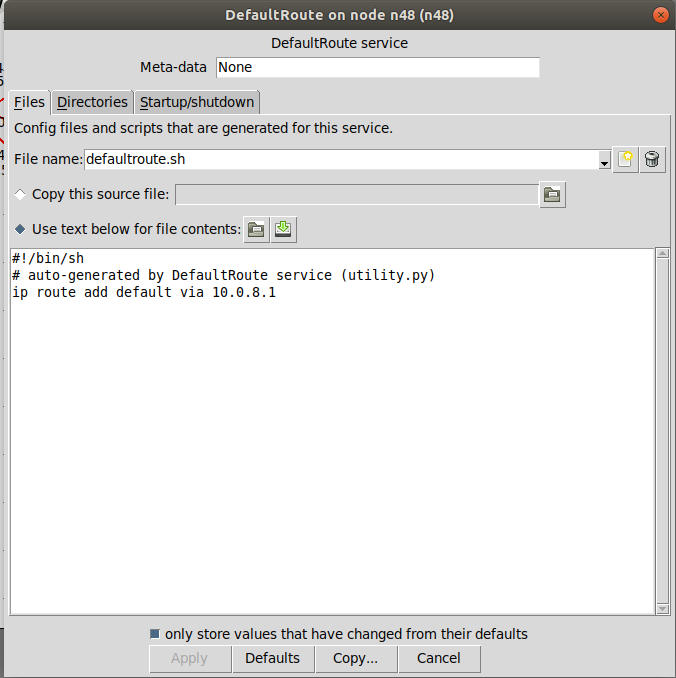 DefaultRoute on node n48 (n48)
DefaultRoute service
Meta-data None
Files Directories Startup/shutdown
Config files and scripts that are generated for this service.
File name: defaultroute.sh
Copy this source file:
Use text below for file contents:
#!/bin/sh
# auto-generated by DefaultRoute service (utility.py)
ip route add default via 10.0.8.1
only store values that have changed from their defaults
Apply Defaults Copy... Cancel